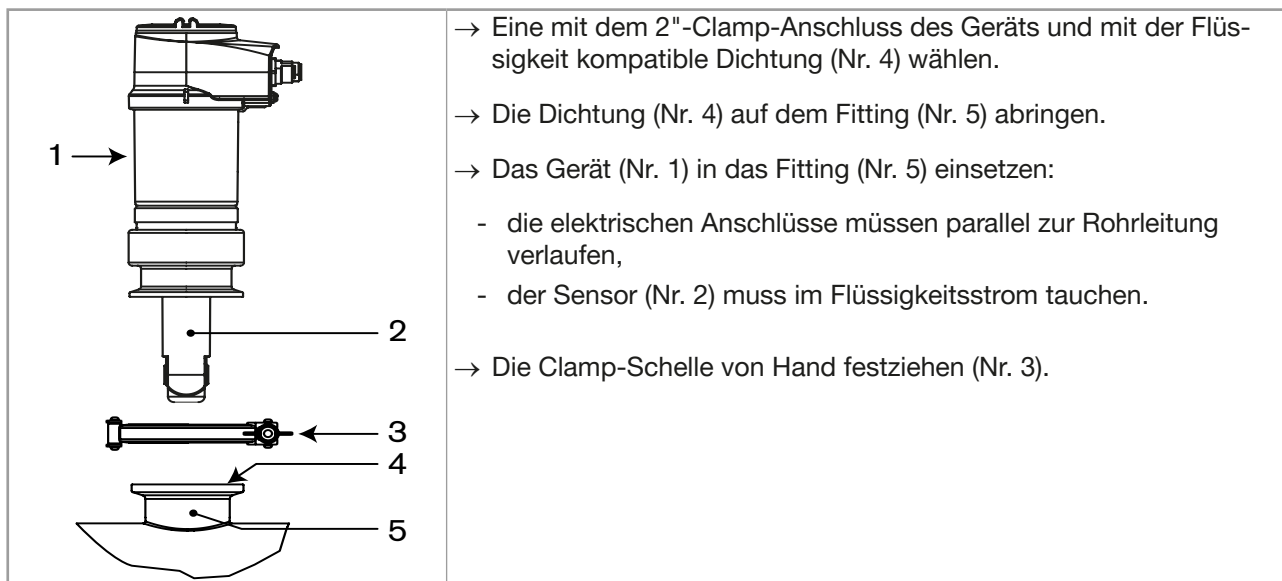 1
2
3
4
5
→ Eine mit dem 2"-Clamp-Anschluss des Geräts und mit der Flüs-
sigkeit kompatible Dichtung (Nr. 4) wählen.
→ Die Dichtung (Nr. 4) auf dem Fitting (Nr. 5) abringen.
→ Das Gerät (Nr. 1) in das Fitting (Nr. 5) einsetzen:
- die elektrischen Anschlüsse müssen parallel zur Rohrleitung
verlaufen,
- der Sensor (Nr. 2) muss im Flüssigkeitsstrom tauchen.
→ Die Clamp-Schelle von Hand festziehen (Nr. 3).